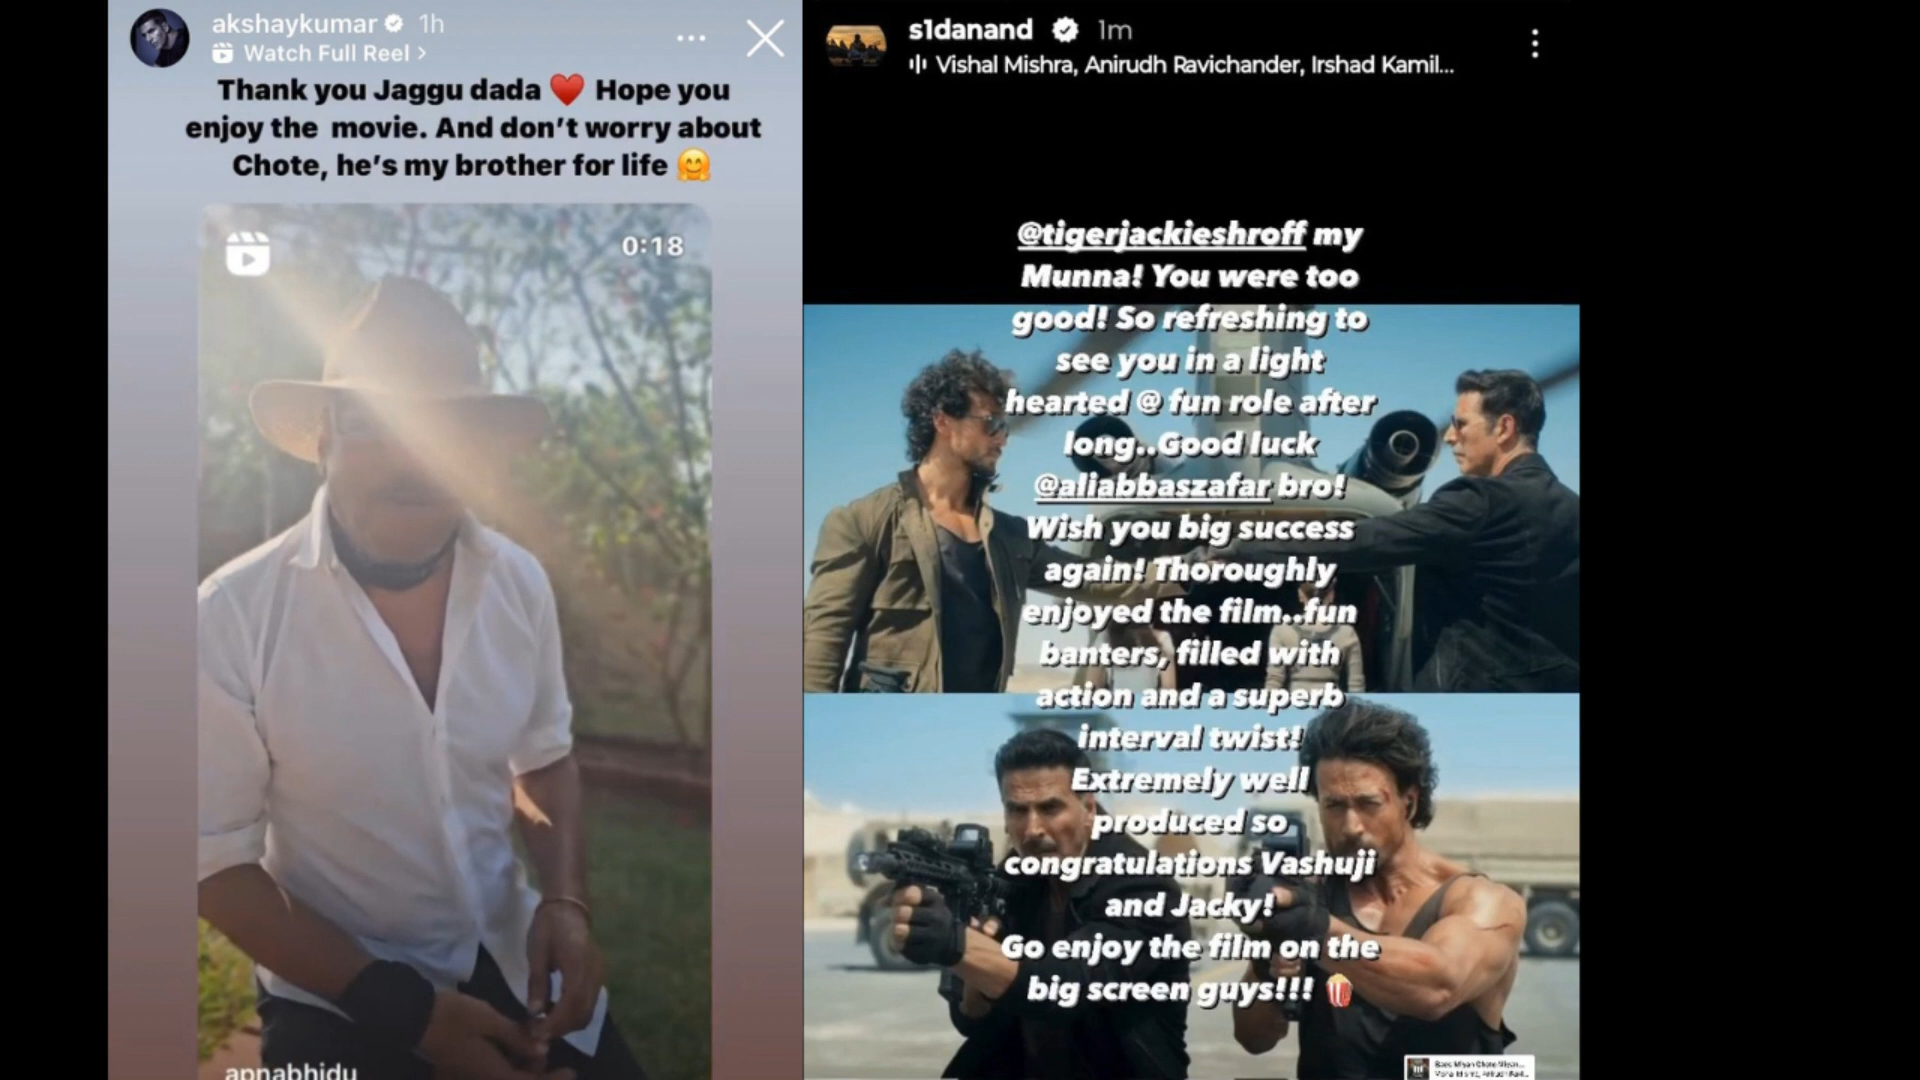 akshaykumar 1h
Watch Full Reel >
Thank you Jaggu dada ❤️ Hope you
enjoy the movie. And don't worry about
Chote, he's my brother for life 🤗
0:18
apnabhidu
s1danand 1m
Vishal Mishra, Anirudh Ravichander, Irshad Kamil...
@tigerjackieshroff my
Munna! You were too
good! So refreshing to
see you in a light
hearted @ fun role after
long..Good luck
@aliabbaszafar bro!
Wish you big success
again! Thoroughly
enjoyed the film..fun
banters, filled with
action and a superb
interval twist!
Extremely well
produced so
congratulations Vashuji
and Jacky!
Go enjoy the film on the
big screen guys!!! 🍿